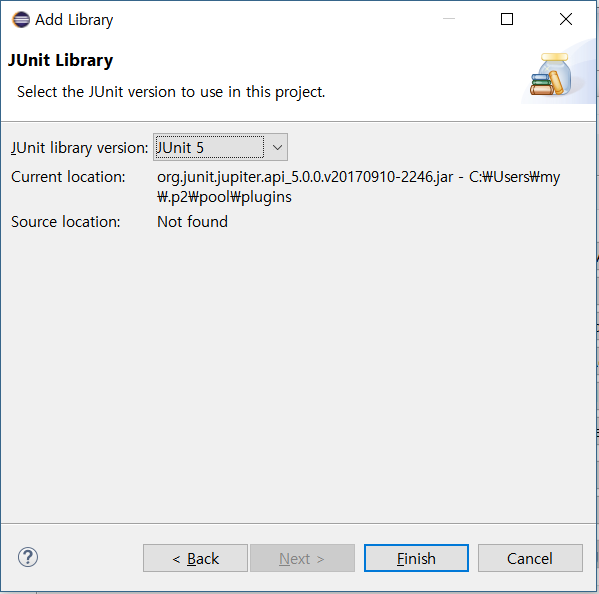 Add Library
JUnit Library
Select the JUnit version to use in this project.
JUnit library version: JUnit 5
Current location: org.junit.jupiter.api_5.0.0.v20170910-2246.jar - C:₩Users₩my
₩.p2₩pool₩plugins
Source location: Not found
? < Back Next > Finish Cancel